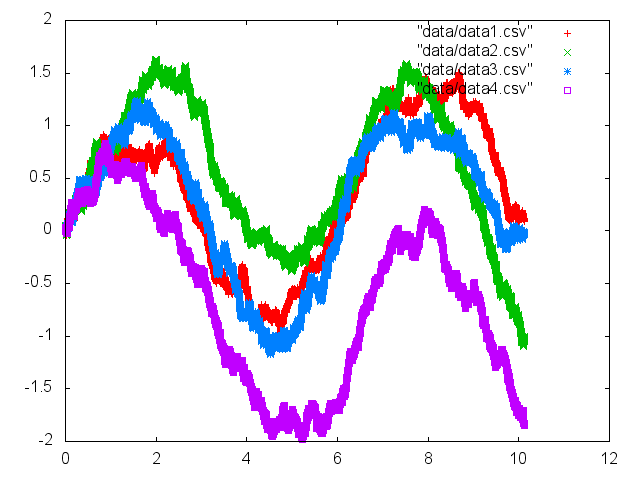 2
1.5
1
0.5
0
-0.5
-1
-1.5
-2
0 2 4 6 8 10 12
"data/data1.csv"
"data/data2.csv"
"data/data3.csv"
"data/data4.csv"